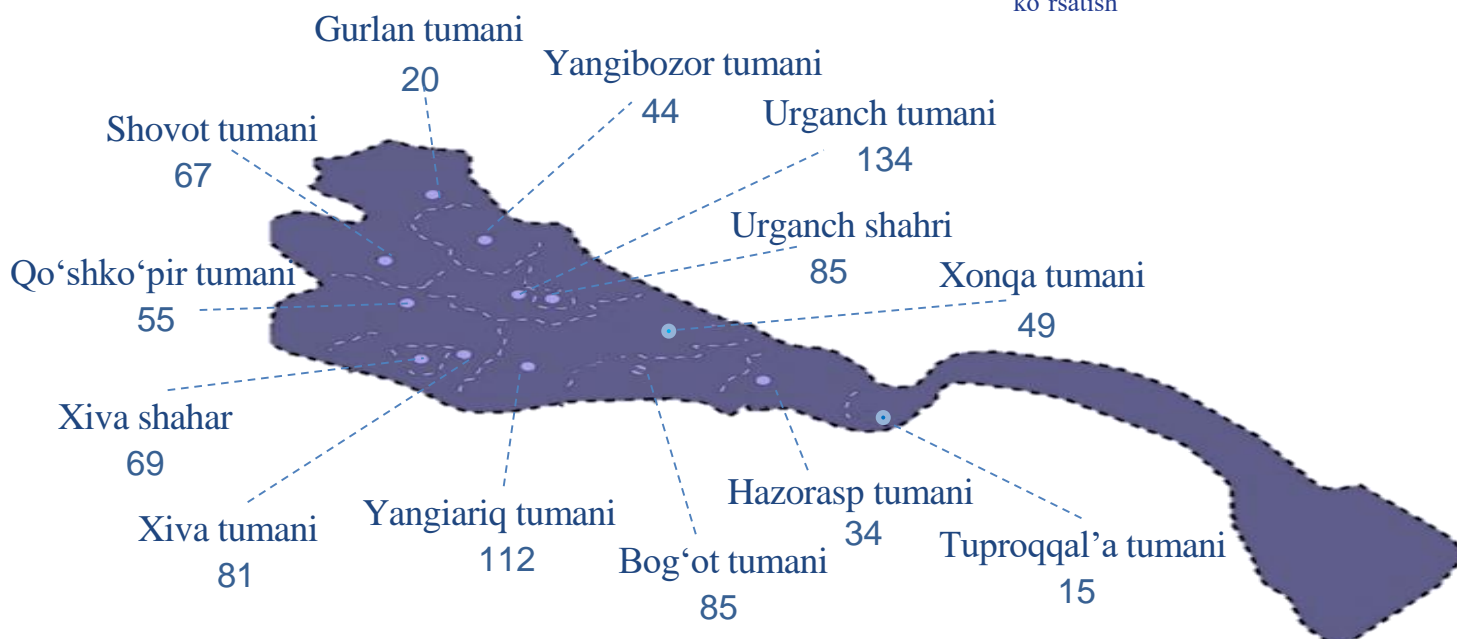 ko‘rsatish
Gurlan tumani
20
Yangibozor tumani
44
Urganch tumani
134
Shovot tumani
67
Urganch shahri
85
Qo‘shko‘pir tumani
55
Xonqa tumani
49
Xiva shahar
69
Hazorasp tumani
34
Yangiariq tumani
112
Xiva tumani
81
Bog‘ot tumani
85
Tuproqqal’a tumani
15